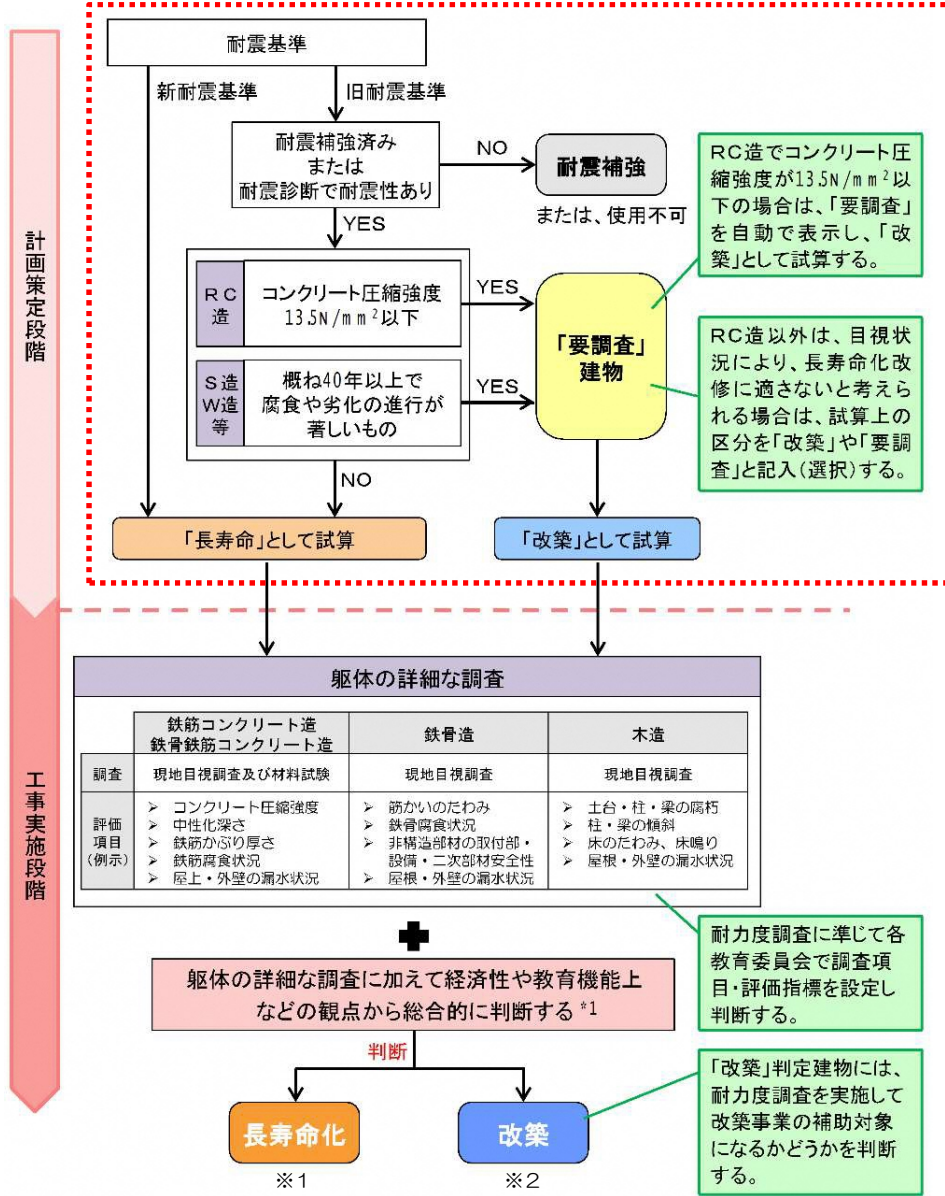 計画策定段階
工事実施段階
耐震基準
新耐震基準
旧耐震基準
耐震補強済み
または
耐震診断で耐震性あり
NO
耐震補強
または、使用不可
YES
RC
造
コンクリート圧縮強度
13.5N/mm²以下
YES
S造
W造
等
概ね40年以上で
腐食や劣化の進行が
著しいもの
YES
「要調査」
建物
NO
「長寿命」として試算
「改築」として試算
RC造でコンクリート圧
縮強度が13.5N/mm²以
下の場合は、「要調査」
を自動で表示し、「改
築」として試算する。
RC造以外は、目視状
況により、長寿命化改
修に適さないと考えら
れる場合は、試算上の
区分を「改築」や「要調
査」と記入(選択)する。
躯体の詳細な調査
鉄筋コンクリート造
鉄骨鉄筋コンクリート造
鉄骨造
木造
調査
現地目視調査及び材料試験
現地目視調査
現地目視調査
評価
項目
(例示)
➢ コンクリート圧縮強度
➢ 中性化深さ
➢ 鉄筋かぶり厚さ
➢ 鉄筋腐食状況
➢ 屋上・外壁の漏水状況
➢ 筋かいのたわみ
➢ 鉄骨腐食状況
➢ 非構造部材の取付部・
設備・二次部材安全性
➢ 屋根・外壁の漏水状況
➢ 土台・柱・梁の腐朽
➢ 柱・梁の傾斜
➢ 床のたわみ、床鳴り
➢ 屋根・外壁の漏水状況
耐力度調査に準じて各
教育委員会で調査項
目・評価指標を設定し
判断する。
躯体の詳細な調査に加えて経済性や教育機能上
などの観点から総合的に判断する *1
判断
長寿命化
※1
改築
※2
「改築」判定建物には、
耐力度調査を実施して
改築事業の補助対象
になるかどうかを判断
する。